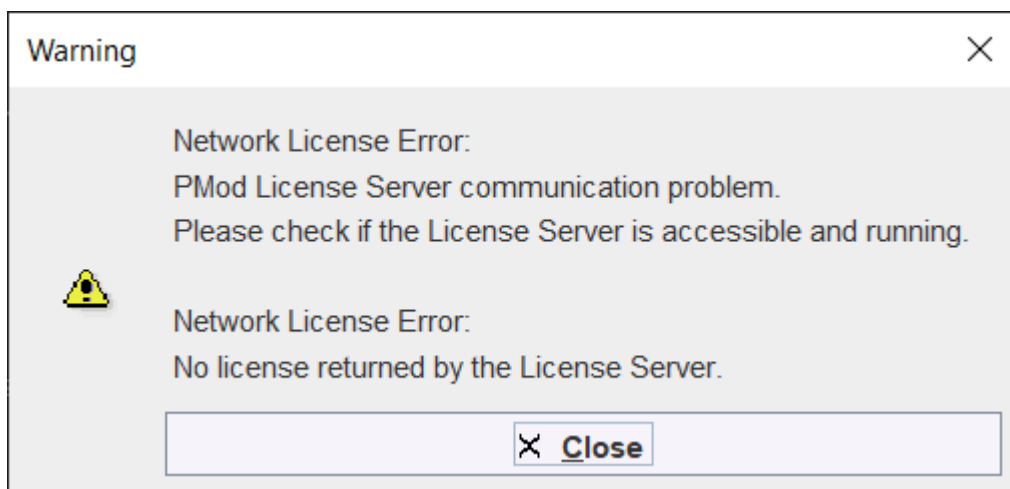 Warning
Network License Error:
PMod License Server communication problem.
Please check if the License Server is accessible and running.
Network License Error:
No license returned by the License Server.
Close